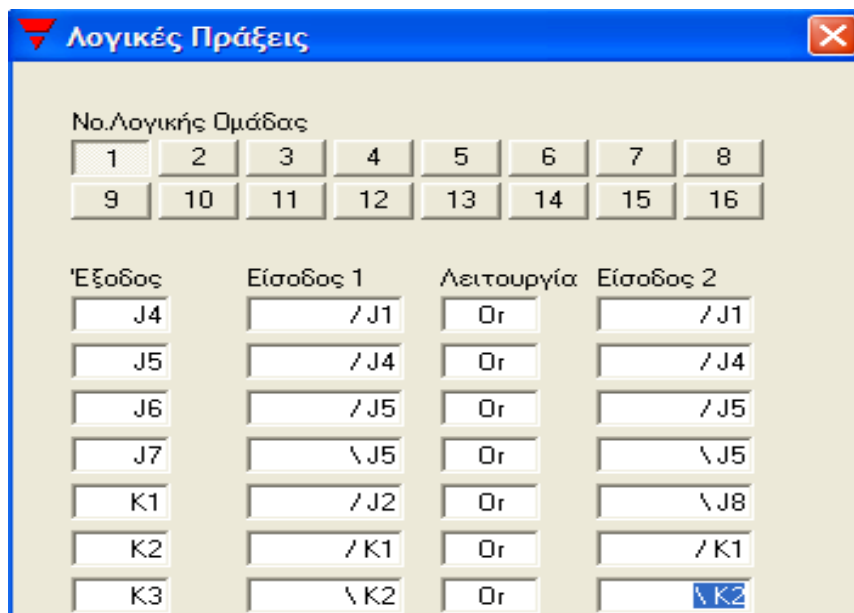 Λογικές Πράξεις
Νο.Λογικής Ομάδας
1 2 3 4 5 6 7 8
9 10 11 12 13 14 15 16
Έξοδος Είσοδος 1 Λειτουργία Είσοδος 2
J4 / J1 Or / J1
J5 / J4 Or / J4
J6 / J5 Or / J5
J7 \ J5 Or \ J5
K1 / J2 Or \ J8
K2 / K1 Or / K1
K3 \ K2 Or \ K2